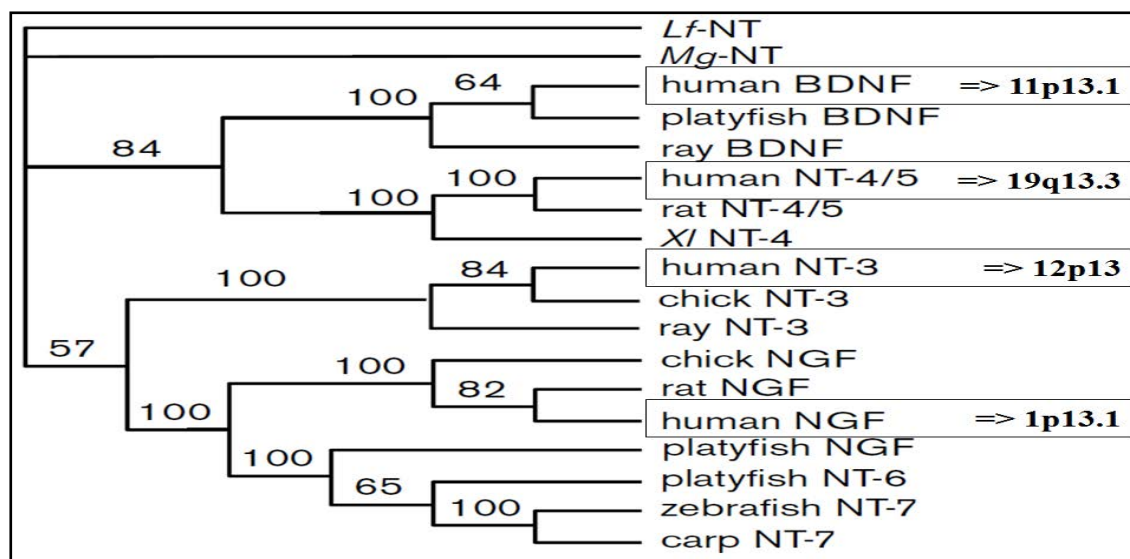 Lf-NT
Mg-NT
64
human BDNF => 11p13.1
100
platyfish BDNF
84
ray BDNF
100
human NT-4/5 => 19q13.3
100
rat NT-4/5
Xl NT-4
84
human NT-3 => 12p13
100
chick NT-3
ray NT-3
57
chick NGF
100
82
rat NGF
100
human NGF => 1p13.1
100
platyfish NGF
65
platyfish NT-6
100
zebrafish NT-7
carp NT-7